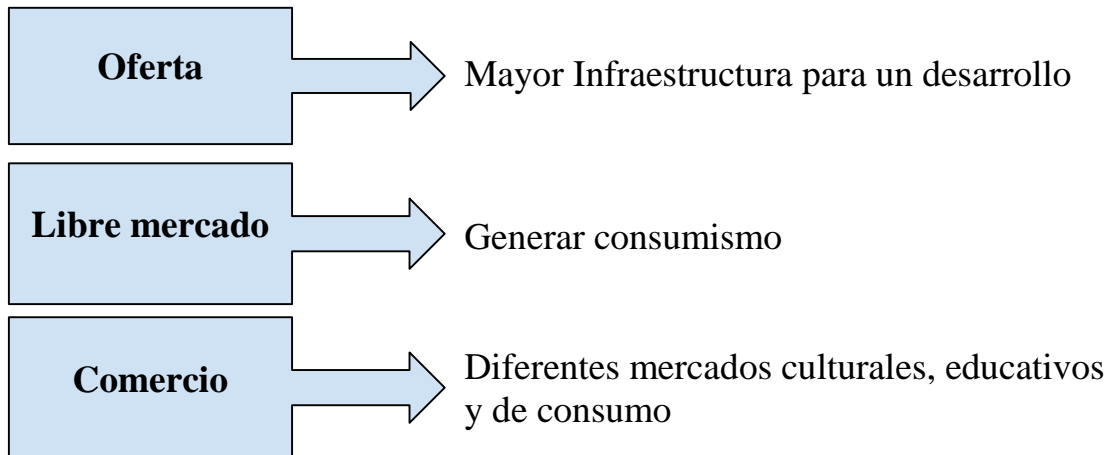 Oferta
Mayor Infraestructura para un desarrollo
Libre mercado
Generar consumismo
Comercio
Diferentes mercados culturales, educativos
y de consumo